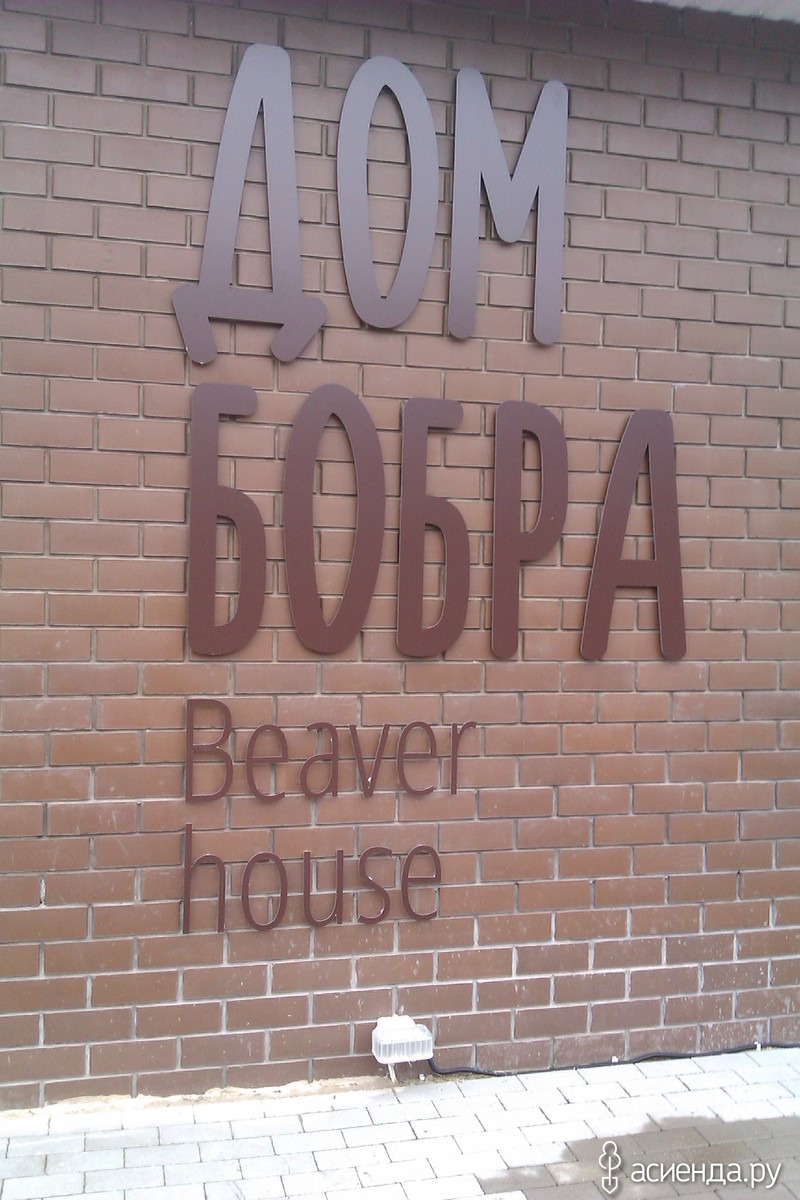 ДОМ
БОБРА
Beaver
house
асиенда.ру